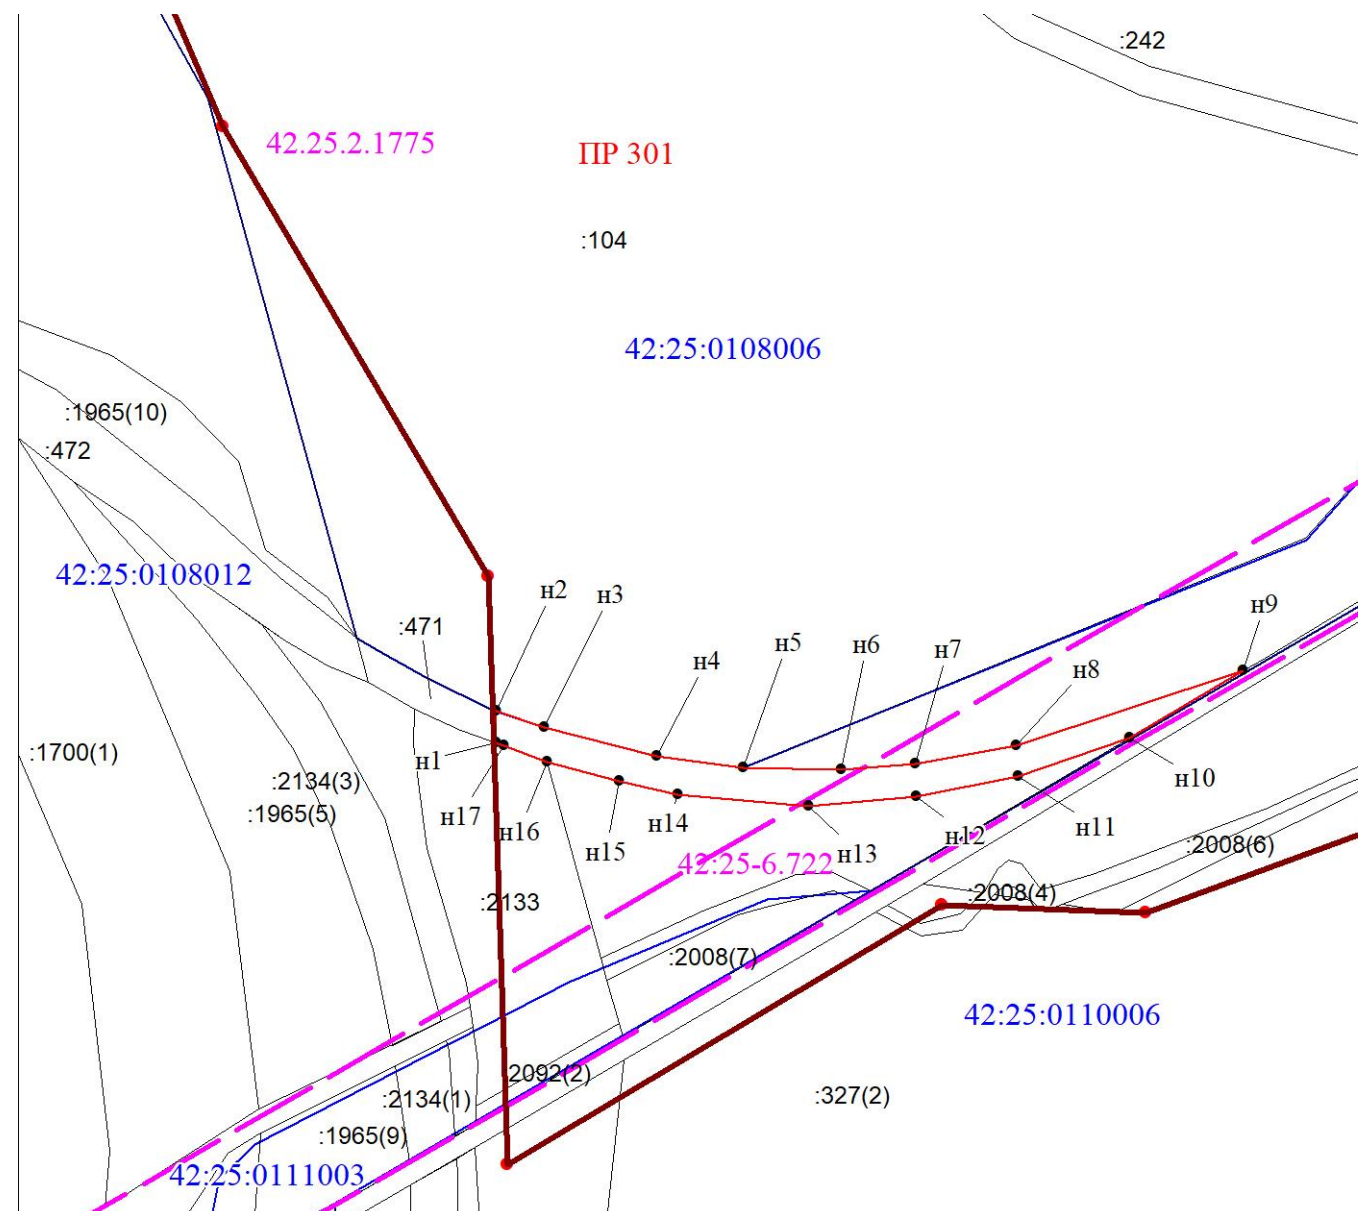 :242
42.25.2.1775
ПР 301
:104
42:25:0108006
:1965(10)
:472
42:25:0108012
н2
н3
н9
:471
н4
н5
н6
н7
н8
:1700(1)
н1
:2134(3)
:1965(5)
н17
н16
н15
н14
н13
н12
н11
н10
42:25-6.722
:2008(6)
:2133
:2008(4)
:2008(7)
42:25:0110006
2092(2)
:2134(1)
:327(2)
:1965(9)
42:25:0111003